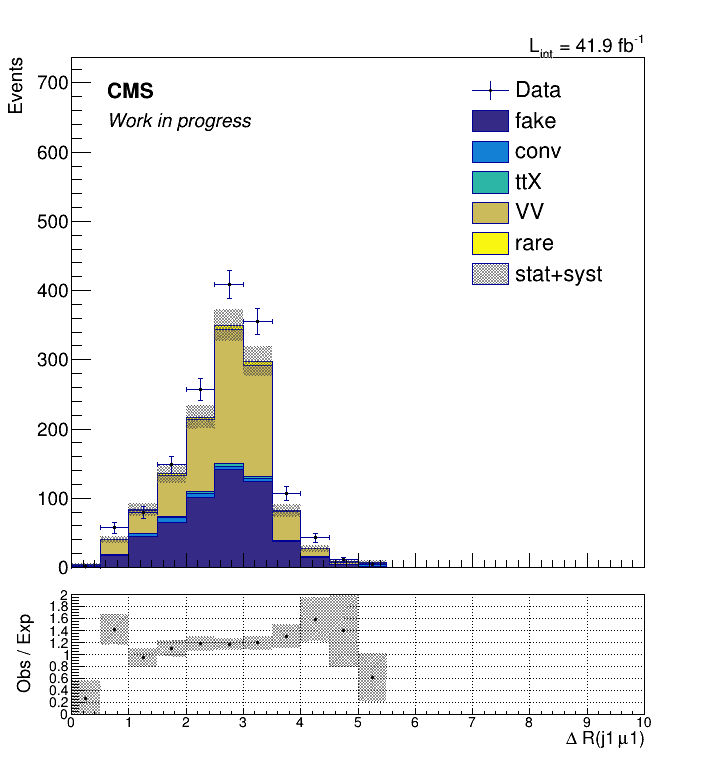 L_int = 41.9 fb^-1
Events
CMS
Work in progress
Data
fake
conv
ttX
VV
rare
stat+syst
700
600
500
400
300
200
100
0
Obs / Exp
2
1.8
1.6
1.4
1.2
1
0.8
0.6
0.4
0.2
0
0 1 2 3 4 5 6 7 8 9 10
Δ R(j1 μ1)